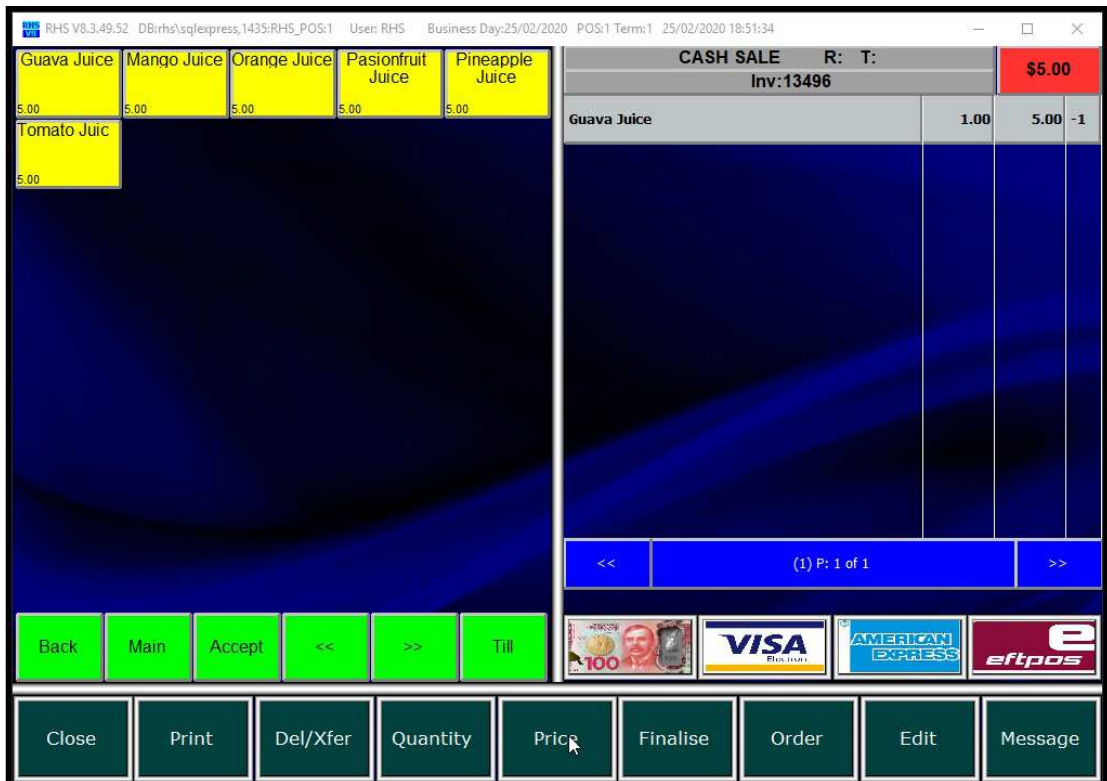 RHS V8.3.49.52 DB:rhs\sqlexpress,1435:RHS_POS:1 User: RHS Business Day:25/02/2020 POS:1 Term:1 25/02/2020 18:51:34
Guava Juice Mango Juice Orange Juice Pasionfruit Juice Pineapple Juice
5.00 5.00 5.00 5.00 5.00
Tomato Juic
5.00
CASH SALE R: T:
Inv:13496
$5.00
Guava Juice 1.00 5.00 -1
<< (1) P: 1 of 1 >>
Back Main Accept << >> Till
100
VISA
Electron
AMERICAN
EXPRESS
e
eftpos
Close Print Del/Xfer Quantity Price Finalise Order Edit Message